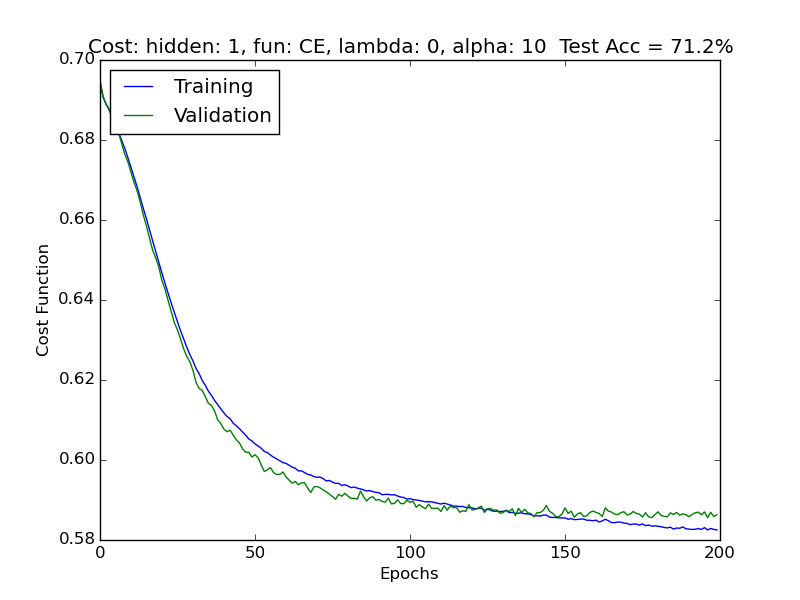 Cost: hidden: 1, fun: CE, lambda: 0, alpha: 10  Test Acc = 71.2%
0.70
Training
Validation
0.68
0.66
0.64
Cost Function
0.62
0.60
0.58
0
50
100
150
200
Epochs